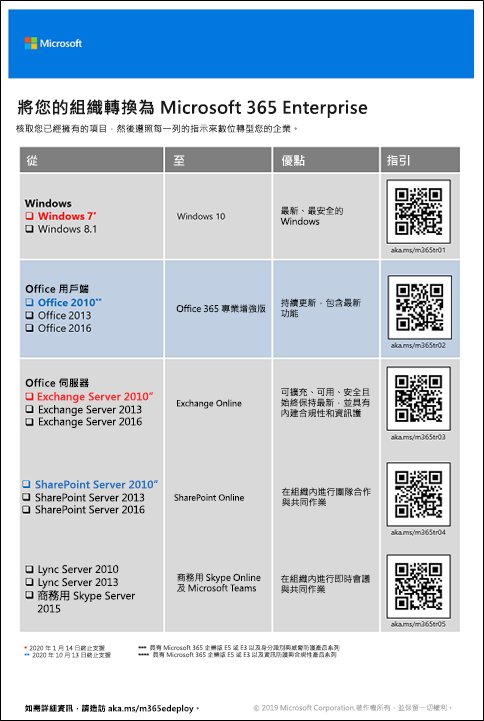 Microsoft
將您的組織轉換為 Microsoft 365 Enterprise
核取您已經擁有的項目，然後遵照每一列的指示來數位轉型您的企業。
從 至 優點 指引
Windows
Windows 7*
Windows 8.1
Windows 10
最新、最安全的
Windows
aka.ms/m365tr01
Office 用戶端
Office 2010**
Office 2013
Office 2016
Office 365 專業增強版
持續更新，包含最新
功能
aka.ms/m365tr02
Office 伺服器
Exchange Server 2010"
Exchange Server 2013
Exchange Server 2016
Exchange Online
可擴充、可用、安全且
始終保持最新，並具有
內建合規性和資訊護
aka.ms/m365tr03
SharePoint Server 2010"
SharePoint Server 2013
SharePoint Server 2016
SharePoint Online
在組織內進行團隊合作
與共同作業
aka.ms/m365tr04
Lync Server 2010
Lync Server 2013
商務用 Skype Server
2015
商務用 Skype Online
及 Microsoft Teams
在組織內進行即時會議
與共同作業
aka.ms/m365tr05
* 2020 年 1 月 14 日終止支援
** 2020 年 10 月 13 日終止支援
*** 具有 Microsoft 365 企業版 E5 或 E3 以及身分識別與威脅防護產品系列
**** 具有 Microsoft 365 企業版 E5 或 E3 以及資訊防護與合規性產品系列
如需詳細資訊，請造訪 aka.ms/m365edeploy。
© 2019 Microsoft Corporation.著作權所有，並保留一切權利。